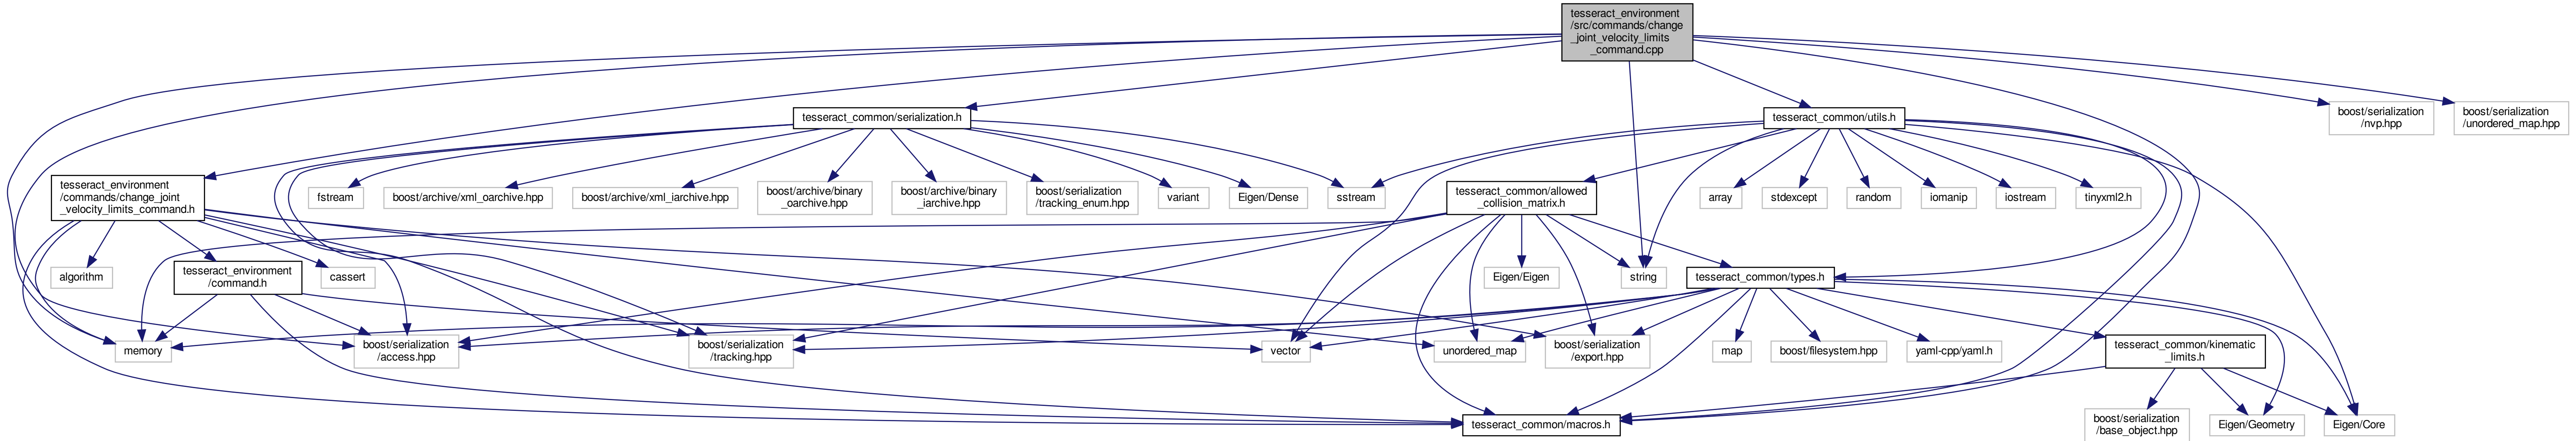 tesseract_environment
/src/commands/change
_joint_velocity_limits
_command.cpp
tesseract_common/serialization.h
tesseract_common/utils.h
boost/serialization
/nvp.hpp
boost/serialization
/unordered_map.hpp
tesseract_environment
/commands/change_joint
_velocity_limits_command.h
fstream
boost/archive/xml_oarchive.hpp
boost/archive/xml_iarchive.hpp
boost/archive/binary
_oarchive.hpp
boost/archive/binary
_iarchive.hpp
boost/serialization
/tracking_enum.hpp
variant
Eigen/Dense
sstream
tesseract_common/allowed
_collision_matrix.h
array
stdexcept
random
iomanip
iostream
tinyxml2.h
algorithm
tesseract_environment
/command.h
cassert
Eigen/Eigen
string
tesseract_common/types.h
memory
boost/serialization
/access.hpp
boost/serialization
/tracking.hpp
vector
unordered_map
boost/serialization
/export.hpp
map
boost/filesystem.hpp
yaml-cpp/yaml.h
tesseract_common/kinematic
_limits.h
tesseract_common/macros.h
boost/serialization
/base_object.hpp
Eigen/Geometry
Eigen/Core